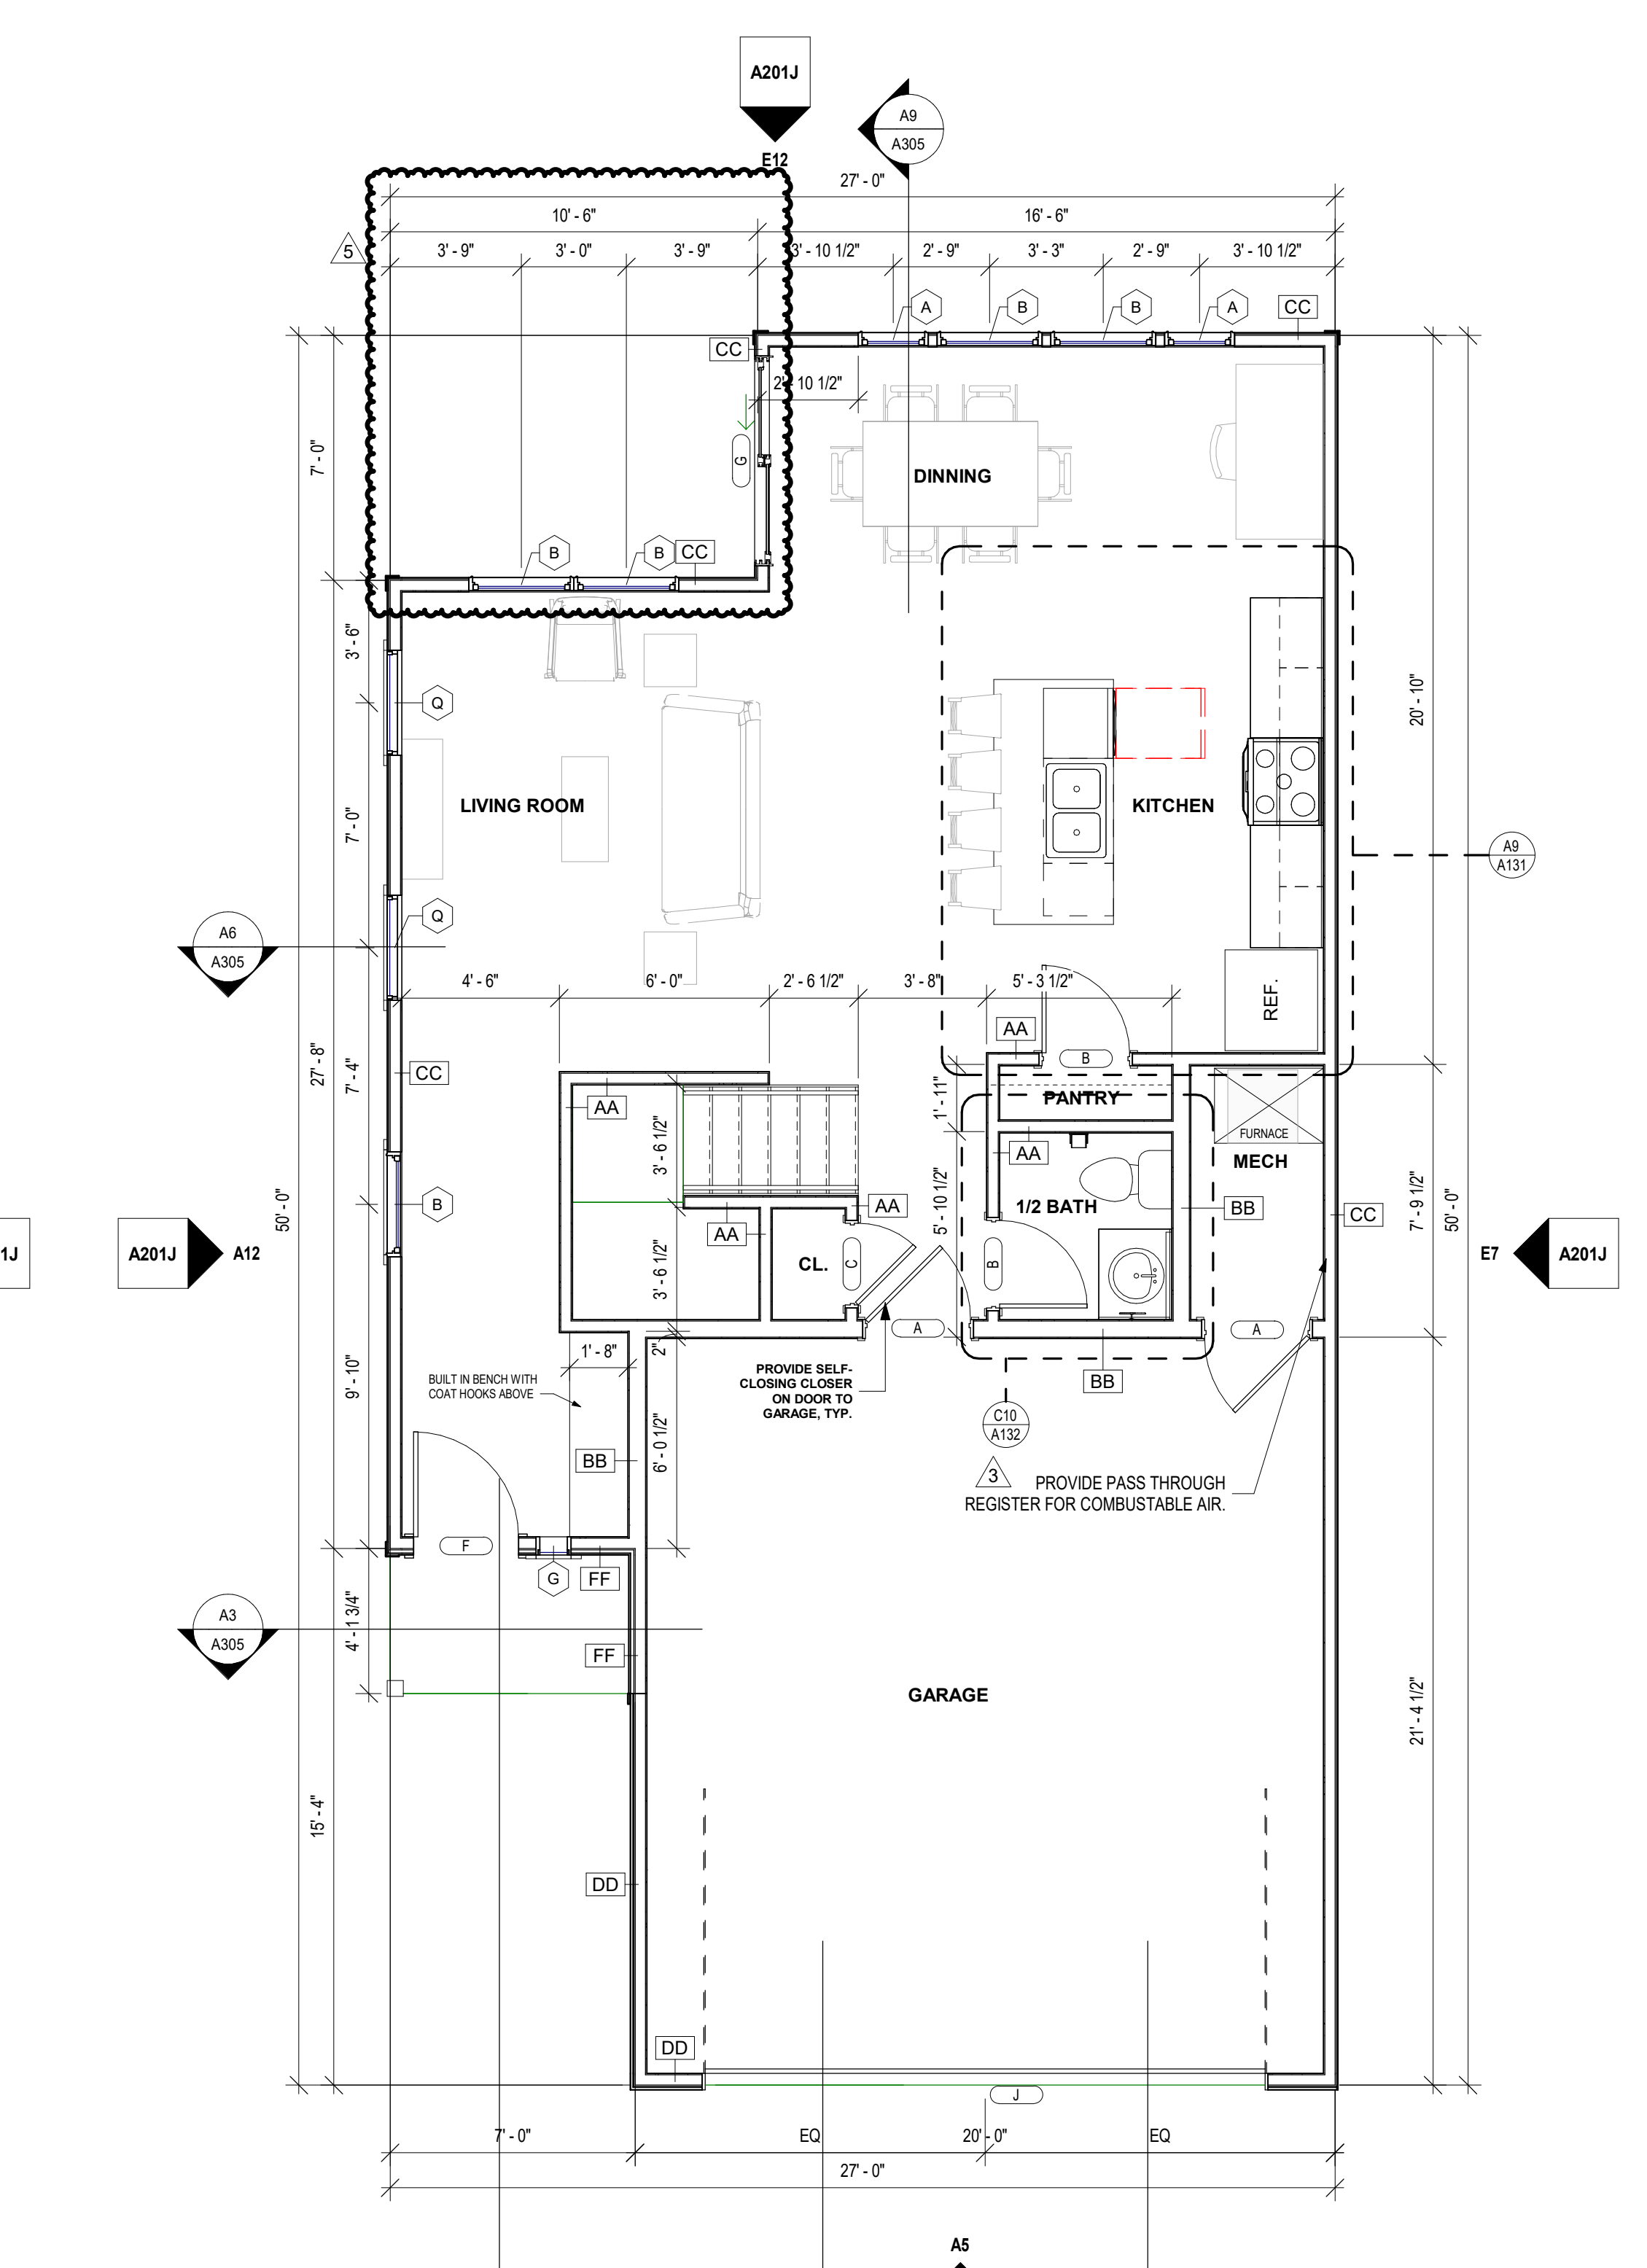 A201J
E12
A9
A305
27' - 0"
10' - 6"
16' - 6"
5
3' - 9"
3' - 0"
3' - 9"
3' - 10 1/2"
2' - 9"
3' - 3"
2' - 9"
3' - 10 1/2"
A
B
B
A
CC
CC
2' - 10 1/2"
7' - 0"
G
DINNING
B
B
CC
3' - 6"
Q
20' - 10"
7' - 0"
LIVING ROOM
KITCHEN
A9
A131
Q
A6
A305
4' - 6"
6' - 0"
2' - 6 1/2"
3' - 8"
5' - 3 1/2"
REF.
AA
B
27' - 8"
7' - 4"
CC
AA
1' - 11"
PANTRY
FURNACE
MECH
3' - 6 1/2"
AA
1/2 BATH
BB
CC
B
AA
AA
5' - 10 1/2"
50' - 0"
7' - 9 1/2"
50' - 0"
1J
A201J
A12
E7
A201J
3' - 6 1/2"
CL.
C
B
A
A
2"
1' - 8"
9' - 10"
BUILT IN BENCH WITH
COAT HOOKS ABOVE
PROVIDE SELF-
CLOSING CLOSER
ON DOOR TO
GARAGE, TYP.
BB
C10
A132
6' - 0 1/2"
BB
3
PROVIDE PASS THROUGH
REGISTER FOR COMBUSTABLE AIR.
F
G
FF
4' - 1 3/4"
A3
A305
FF
GARAGE
21' - 4 1/2"
15' - 4"
DD
DD
J
7' - 0"
EQ
20' - 0"
EQ
27' - 0"
A5